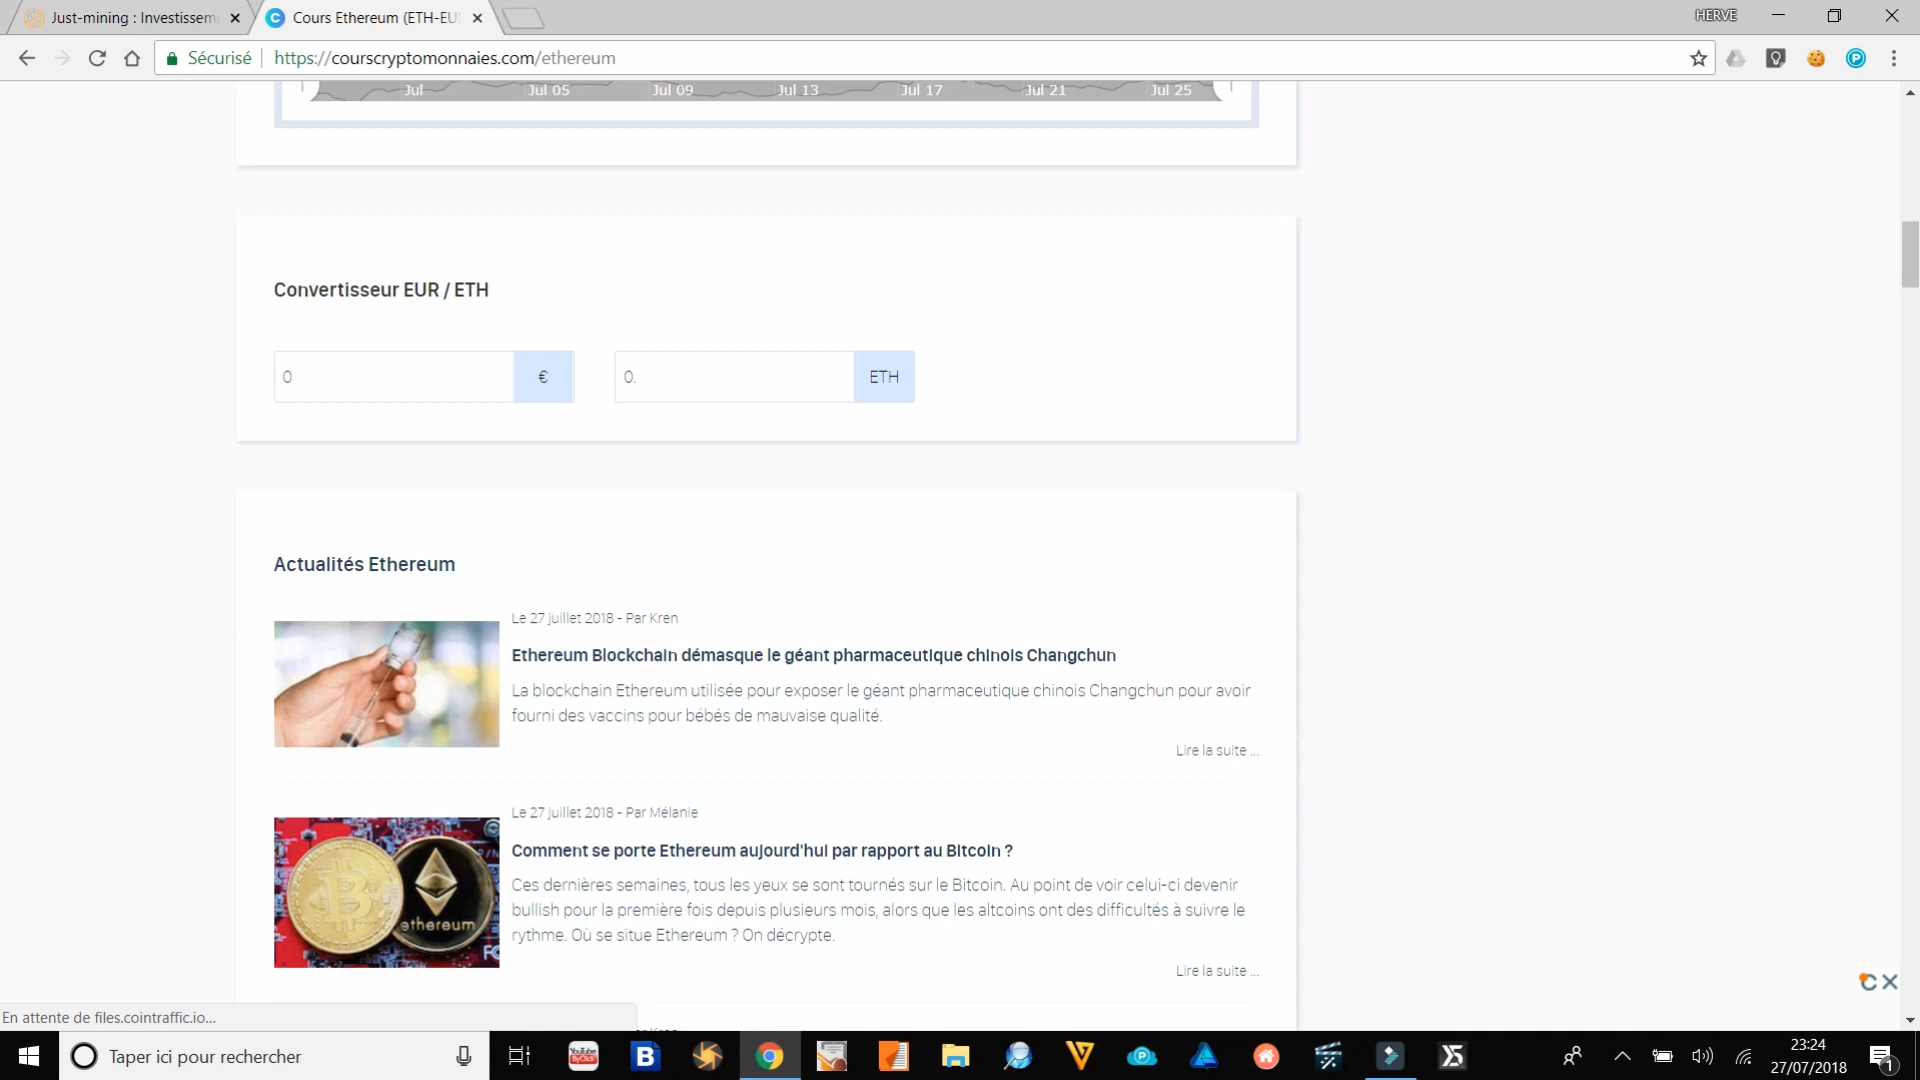 Just-mining : Investissem
Cours Ethereum (ETH-EU
HERVE
Sécurisé
https://courscryptomonnaies.com/ethereum
Jul
Jul 05
Jul 09
Jul 13
Jul 17
Jul 21
Jul 25
Convertisseur EUR / ETH
0
€
0.
ETH
Actualités Ethereum
Le 27 juillet 2018 - Par Kren
Ethereum Blockchain démasque le géant pharmaceutique chinois Changchun
La blockchain Ethereum utilisée pour exposer le géant pharmaceutique chinois Changchun pour avoir
fourni des vaccins pour bébés de mauvaise qualité.
Lire la suite ...
Le 27 juillet 2018 - Par Mélanie
Comment se porte Ethereum aujourd'hui par rapport au Bitcoin ?
Ces dernières semaines, tous les yeux se sont tournés sur le Bitcoin. Au point de voir celui-ci devenir
bullish pour la première fois depuis plusieurs mois, alors que les altcoins ont des difficultés à suivre le
rythme. Où se situe Ethereum ? On décrypte.
ethereum
Lire la suite ...
En attente de files.cointraffic.io...
Taper ici pour rechercher
23:24
27/07/2018
1